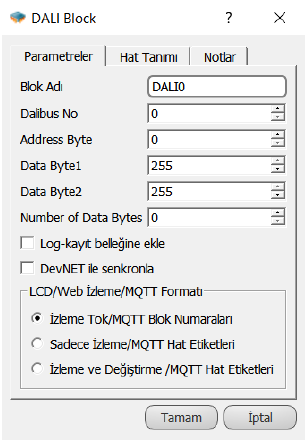 DALI Block
?
Parametreler Hat Tanımı Notlar
Blok Adı DALI0
Dalibus No 0
Address Byte 0
Data Byte1 255
Data Byte2 255
Number of Data Bytes 0
Log-kayıt belleğine ekle
DevNET ile senkronla
LCD/Web İzleme/MQTT Formatı
İzleme Yok/MQTT Blok Numaraları
Sadece İzleme/MQTT Hat Etiketleri
İzleme ve Değiştirme /MQTT Hat Etiketleri
Tamam İptal